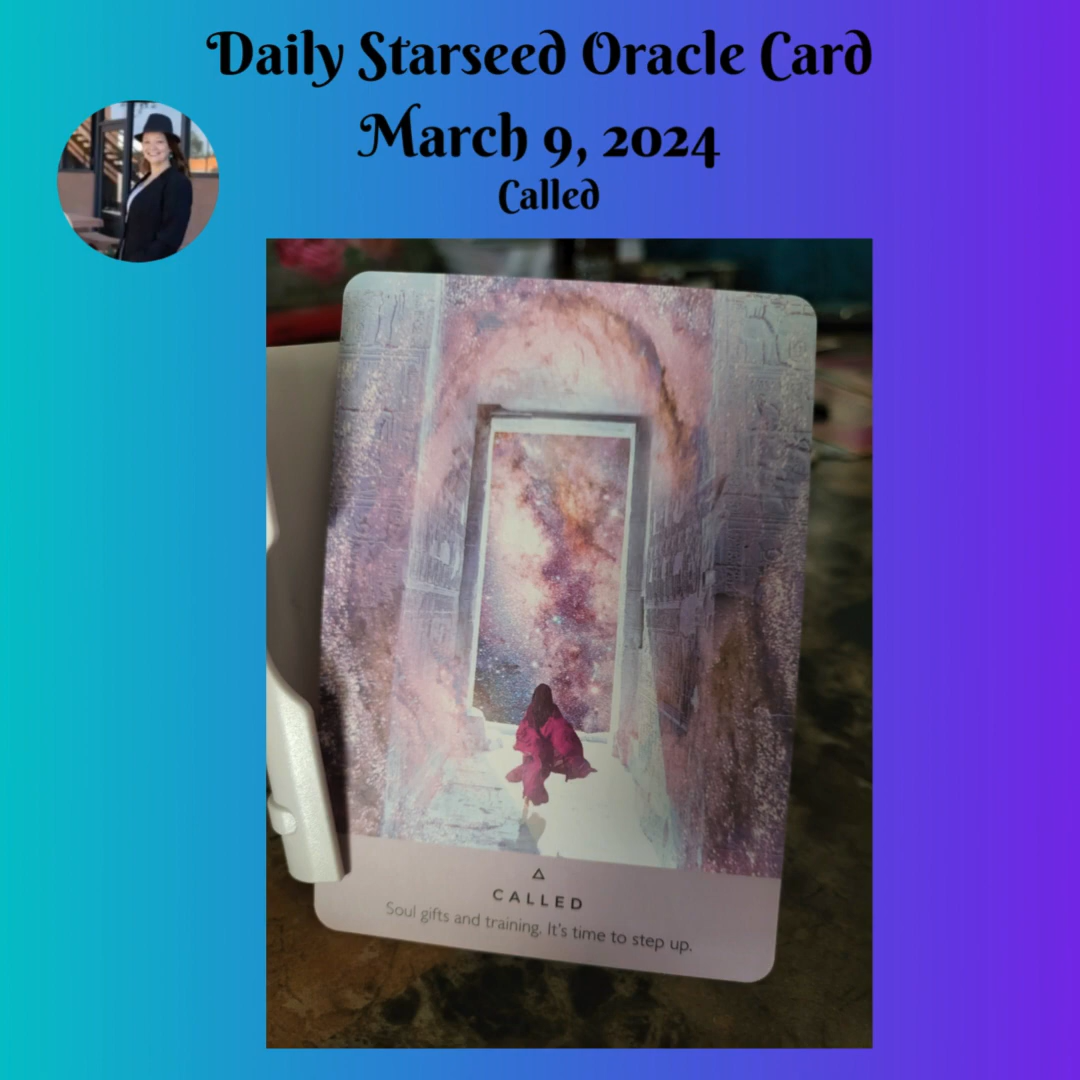 Daily Starseed Oracle Card
March 9, 2024
Called
CALLED
Soul gifts and training. It's time to step up.